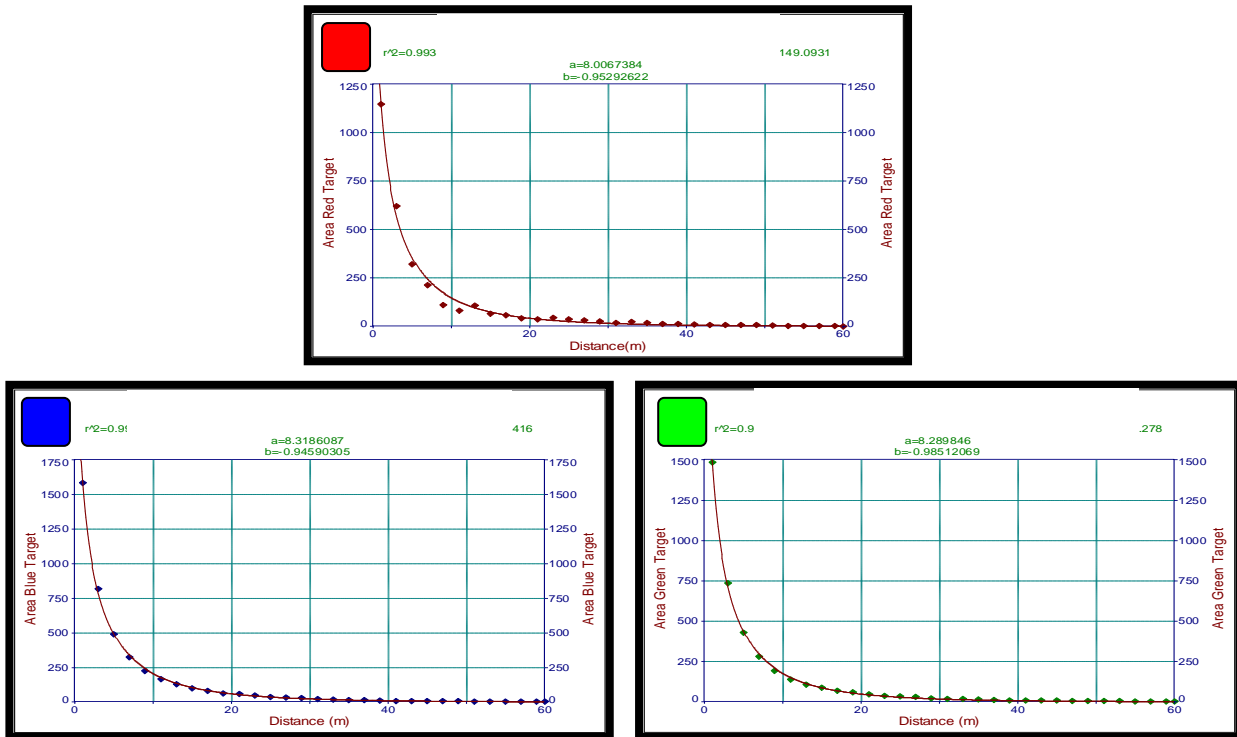 r^2=0.993 149.0931
a=8.0067384
b=-0.95292622
1250 1250
1000 1000
750 750
500 500
250 250
0 0
0 20 40 60
Area Red Target
Area Red Target
Distance(m)
r^2=0.99 416
a=8.3186087
b=-0.94590305
1750 1750
1500 1500
1250 1250
1000 1000
750 750
500 500
250 250
0 0
0 20 40 60
Area Blue Target
Area Blue Target
Distance (m)
r^2=0.9 .278
a=8.289846
b=-0.98512069
1500 1500
1250 1250
1000 1000
750 750
500 500
250 250
0 0
0 20 40 60
Area Green Target
Area Green Target
Distance (m)